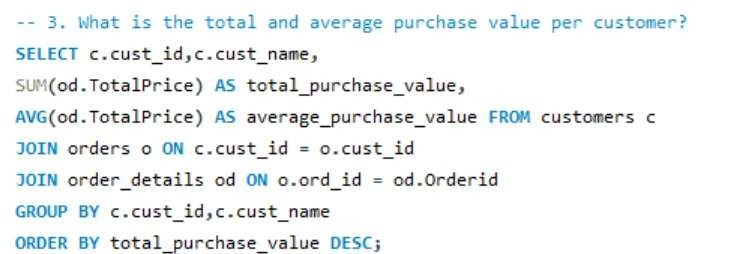 -- 3. What is the total and average purchase value per customer?
SELECT c.cust_id,c.cust_name,
SUM(od.TotalPrice) AS total_purchase_value,
AVG(od.TotalPrice) AS average_purchase_value FROM customers c
JOIN orders o ON c.cust_id = o.cust_id
JOIN order_details od ON o.ord_id = od.Orderid
GROUP BY c.cust_id,c.cust_name
ORDER BY total_purchase_value DESC;